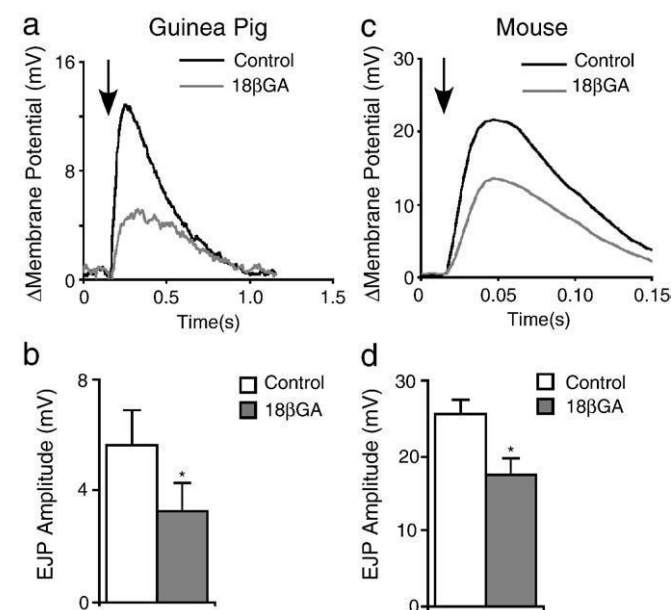 a Guinea Pig
ΔMembrane Potential (mV)
16
8
0
Control
18βGA
0 0.5 1.0 1.5
Time(s)
c Mouse
ΔMembrane Potential (mV)
30
20
10
0
Control
18βGA
0 0.05 0.10 0.15
Time(s)
b
EJP Amplitude (mV)
8
4
0
Control
18βGA
*
d
EJP Amplitude (mV)
30
20
10
0
Control
18βGA
*